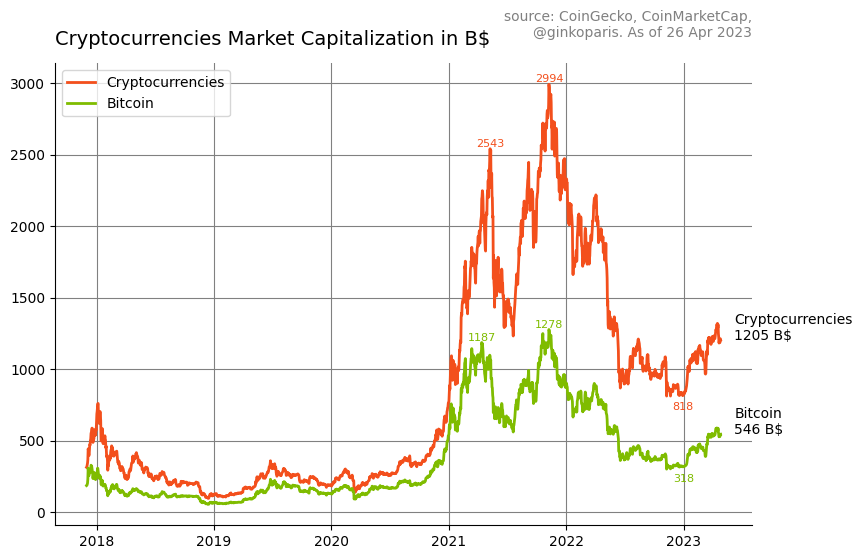 source: CoinGecko, CoinMarketCap,
@ginkoparis. As of 26 Apr 2023
Cryptocurrencies Market Capitalization in B$
Cryptocurrencies
Bitcoin
3000
2500
2000
1500
1000
500
0
2994
2543
1278
1187
818
318
Cryptocurrencies
1205 B$
Bitcoin
546 B$
2018
2019
2020
2021
2022
2023